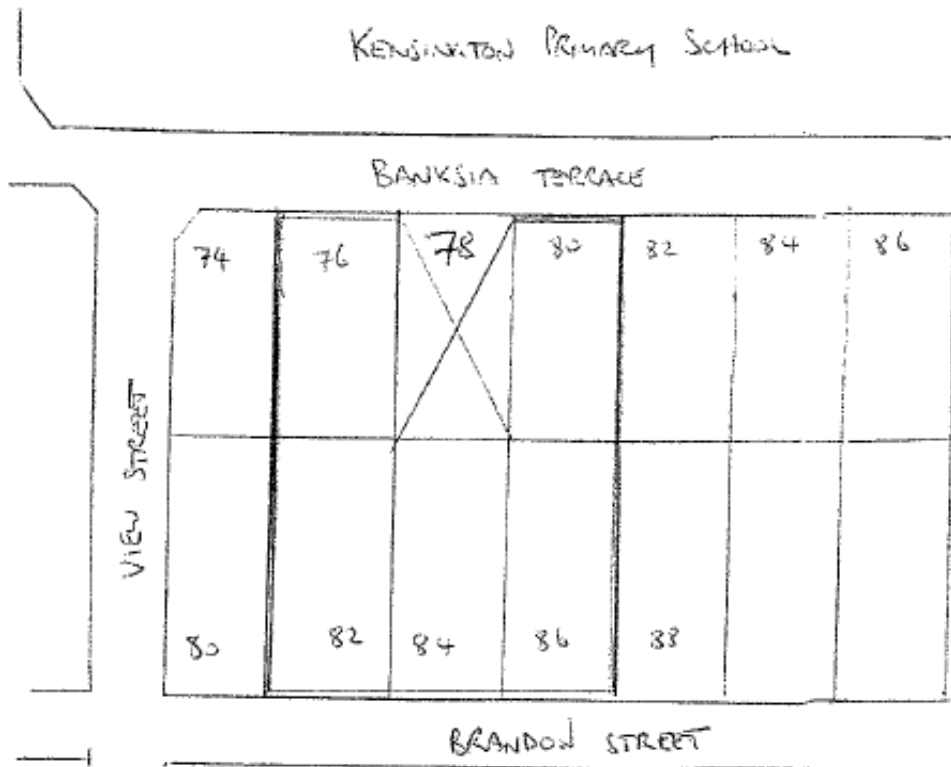 KENSINGTON PRIMARY SCHOOL
BANKSIA TERRACE
74 76 78 80 82 84 86
VIEW STREET
80 82 84 86 88
BRANDON STREET